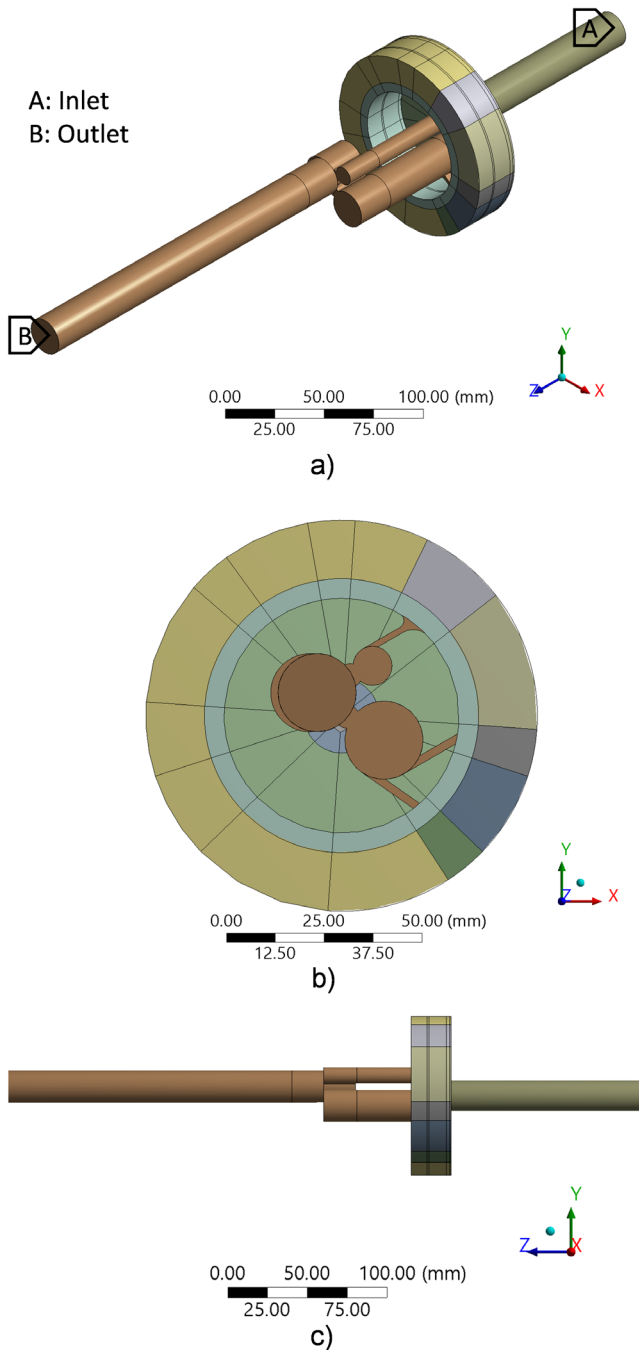 A
A: Inlet
B: Outlet
B
Y
Z X
0.00 50.00 100.00 (mm)
25.00 75.00
a)
Y
Z X
0.00 25.00 50.00 (mm)
12.50 37.50
b)
Y
Z X
0.00 50.00 100.00 (mm)
25.00 75.00
c)